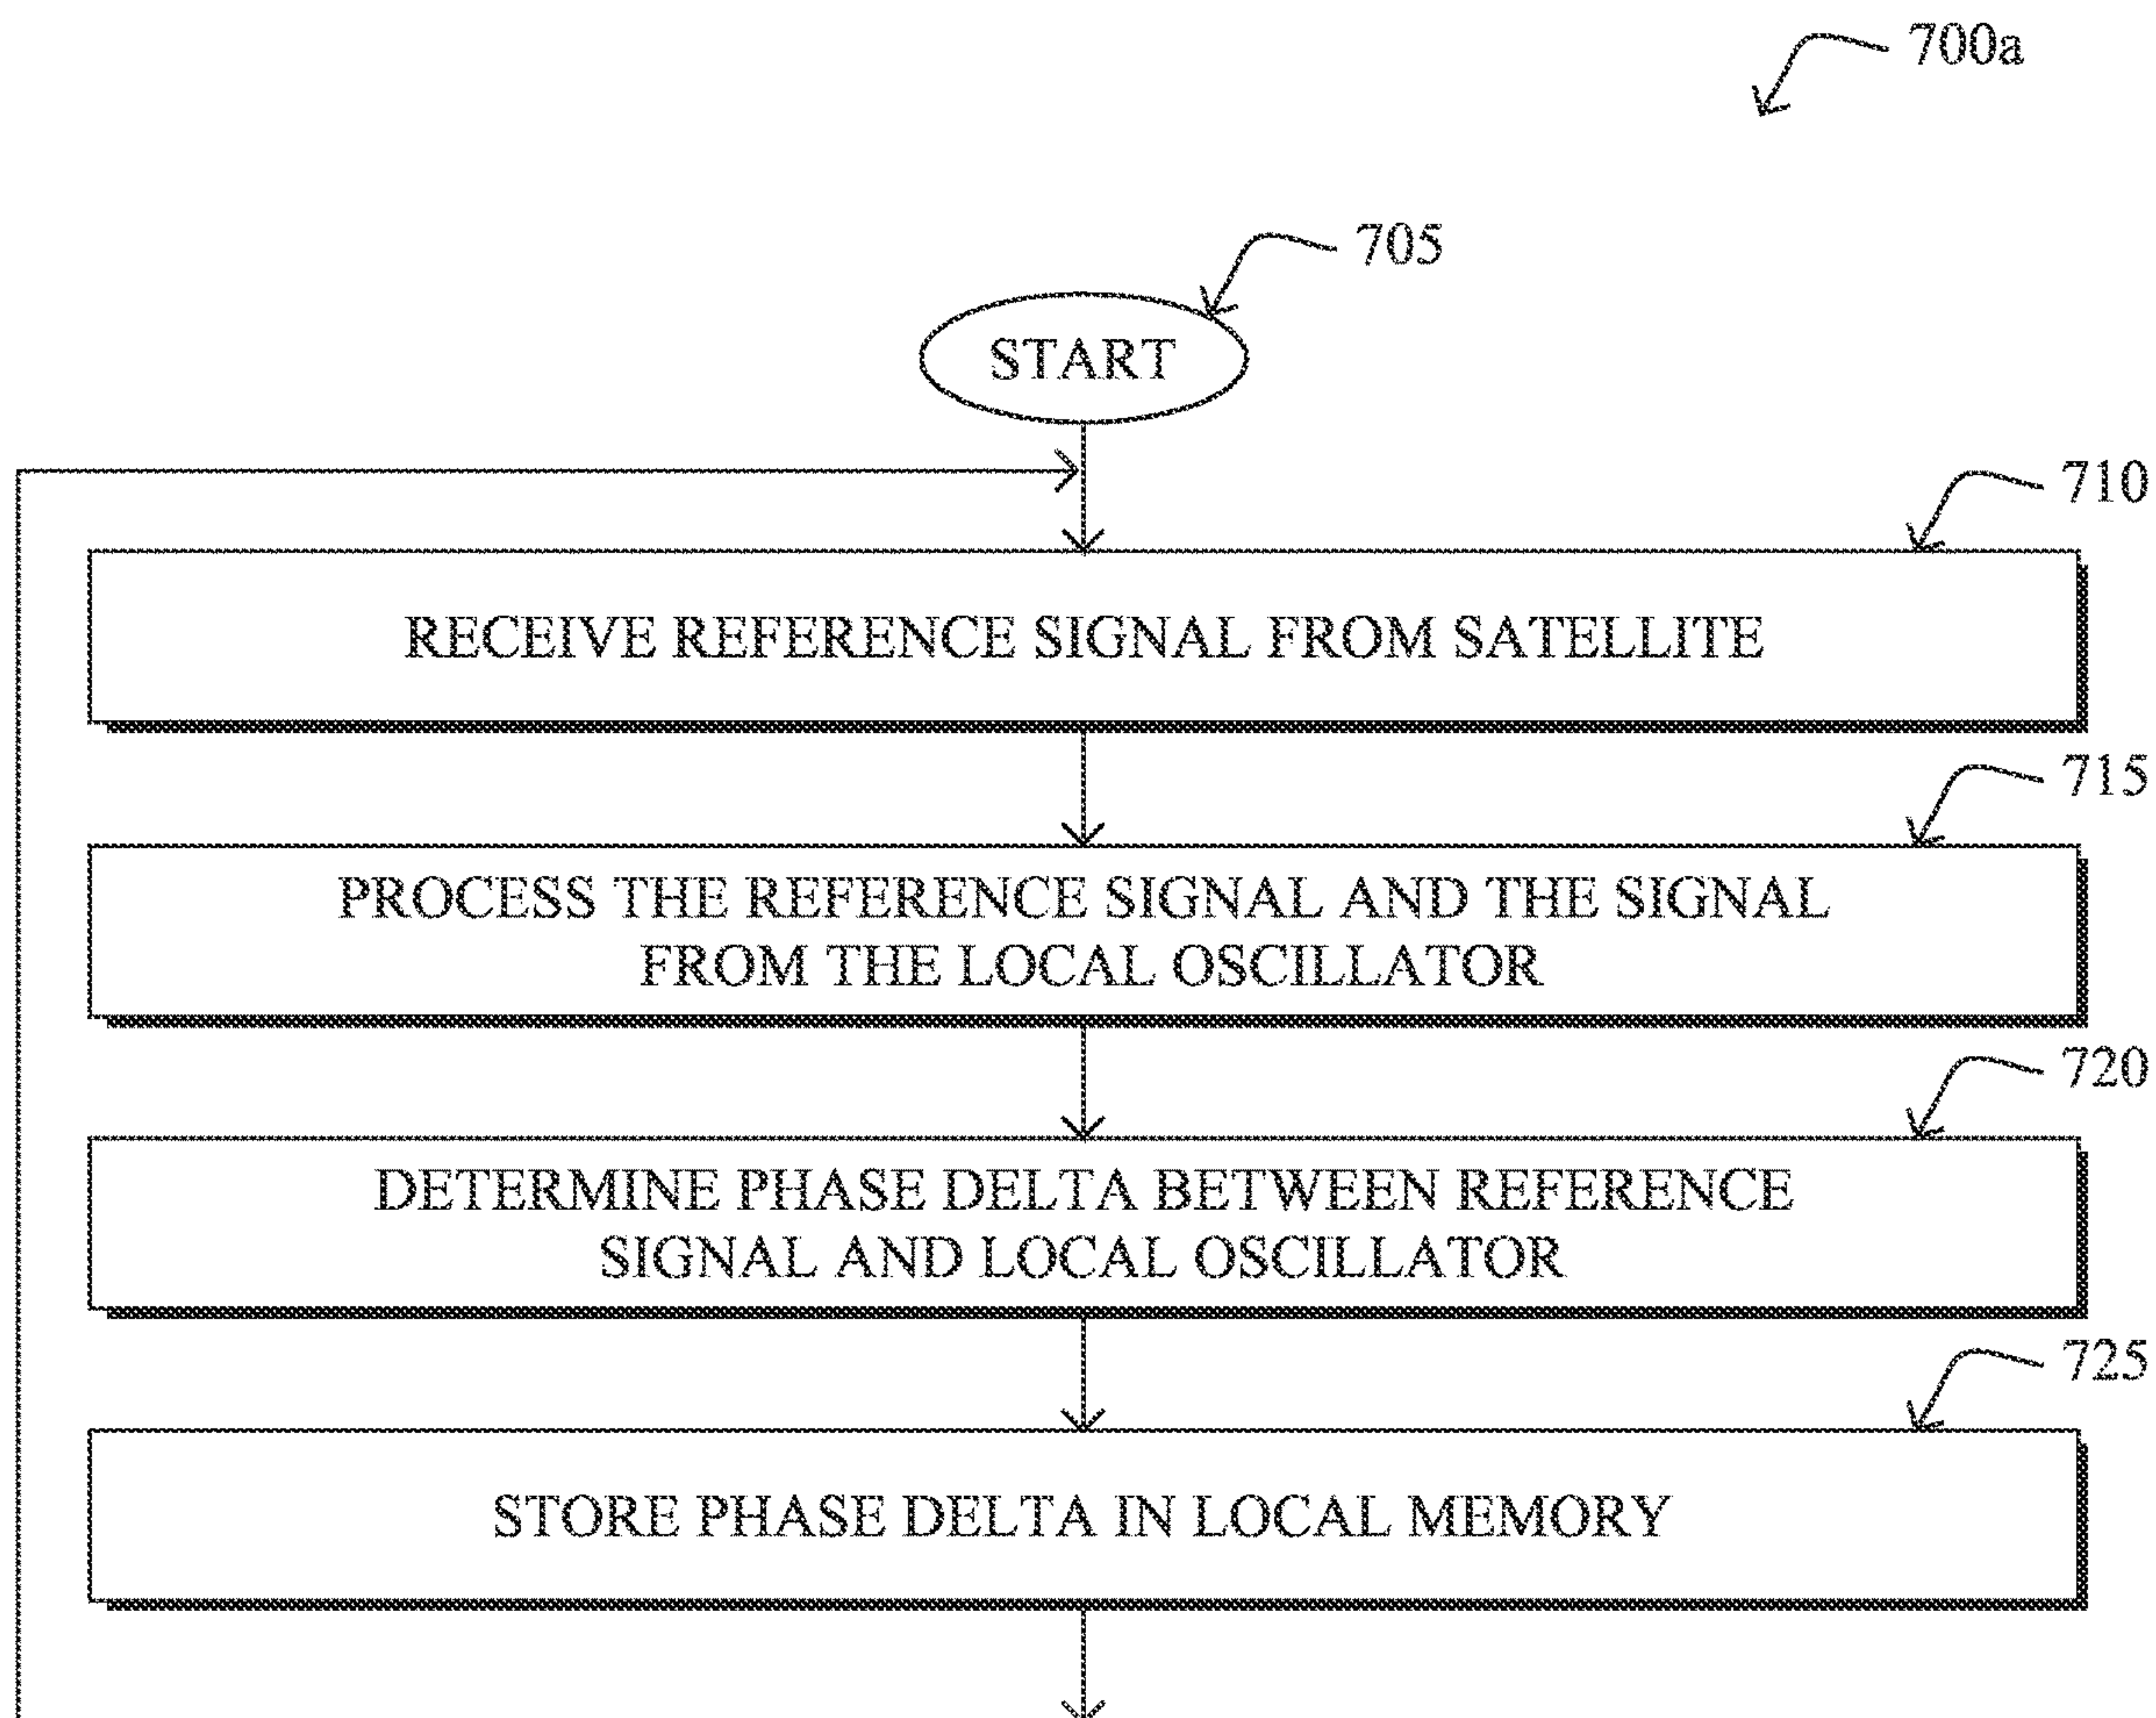 700a
705
START
710
RECEIVE REFERENCE SIGNAL FROM SATELLITE
715
PROCESS THE REFERENCE SIGNAL AND THE SIGNAL
FROM THE LOCAL OSCILLATOR
720
DETERMINE PHASE DELTA BETWEEN REFERENCE
SIGNAL AND LOCAL OSCILLATOR
725
STORE PHASE DELTA IN LOCAL MEMORY